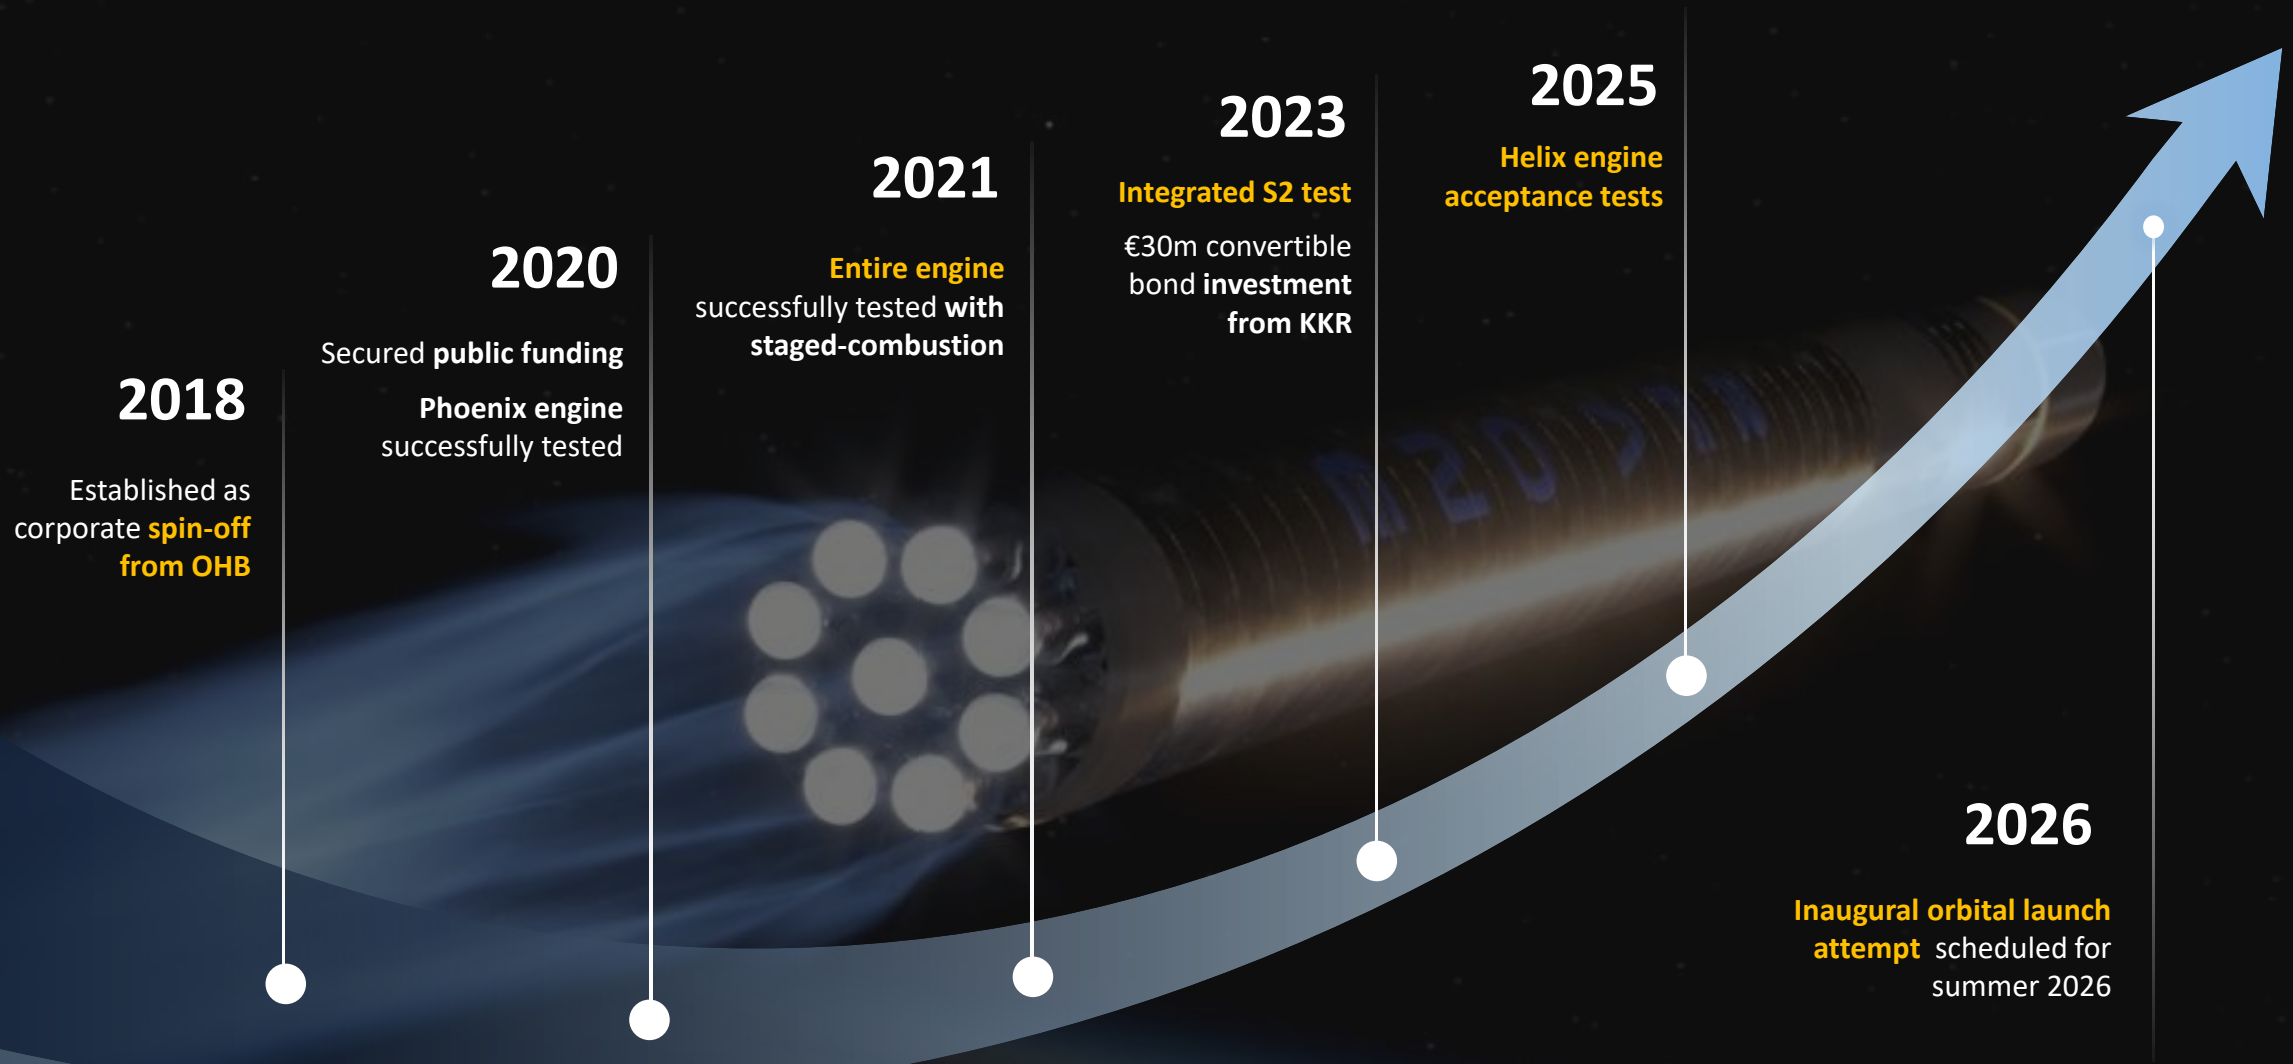 2018
Established as
corporate spin-off
from OHB
2020
Secured public funding
Phoenix engine
successfully tested
2021
Entire engine
successfully tested with
staged-combustion
2023
Integrated S2 test
€30m convertible
bond investment
from KKR
2025
Helix engine
acceptance tests
2026
Inaugural orbital launch
attempt scheduled for
summer 2026